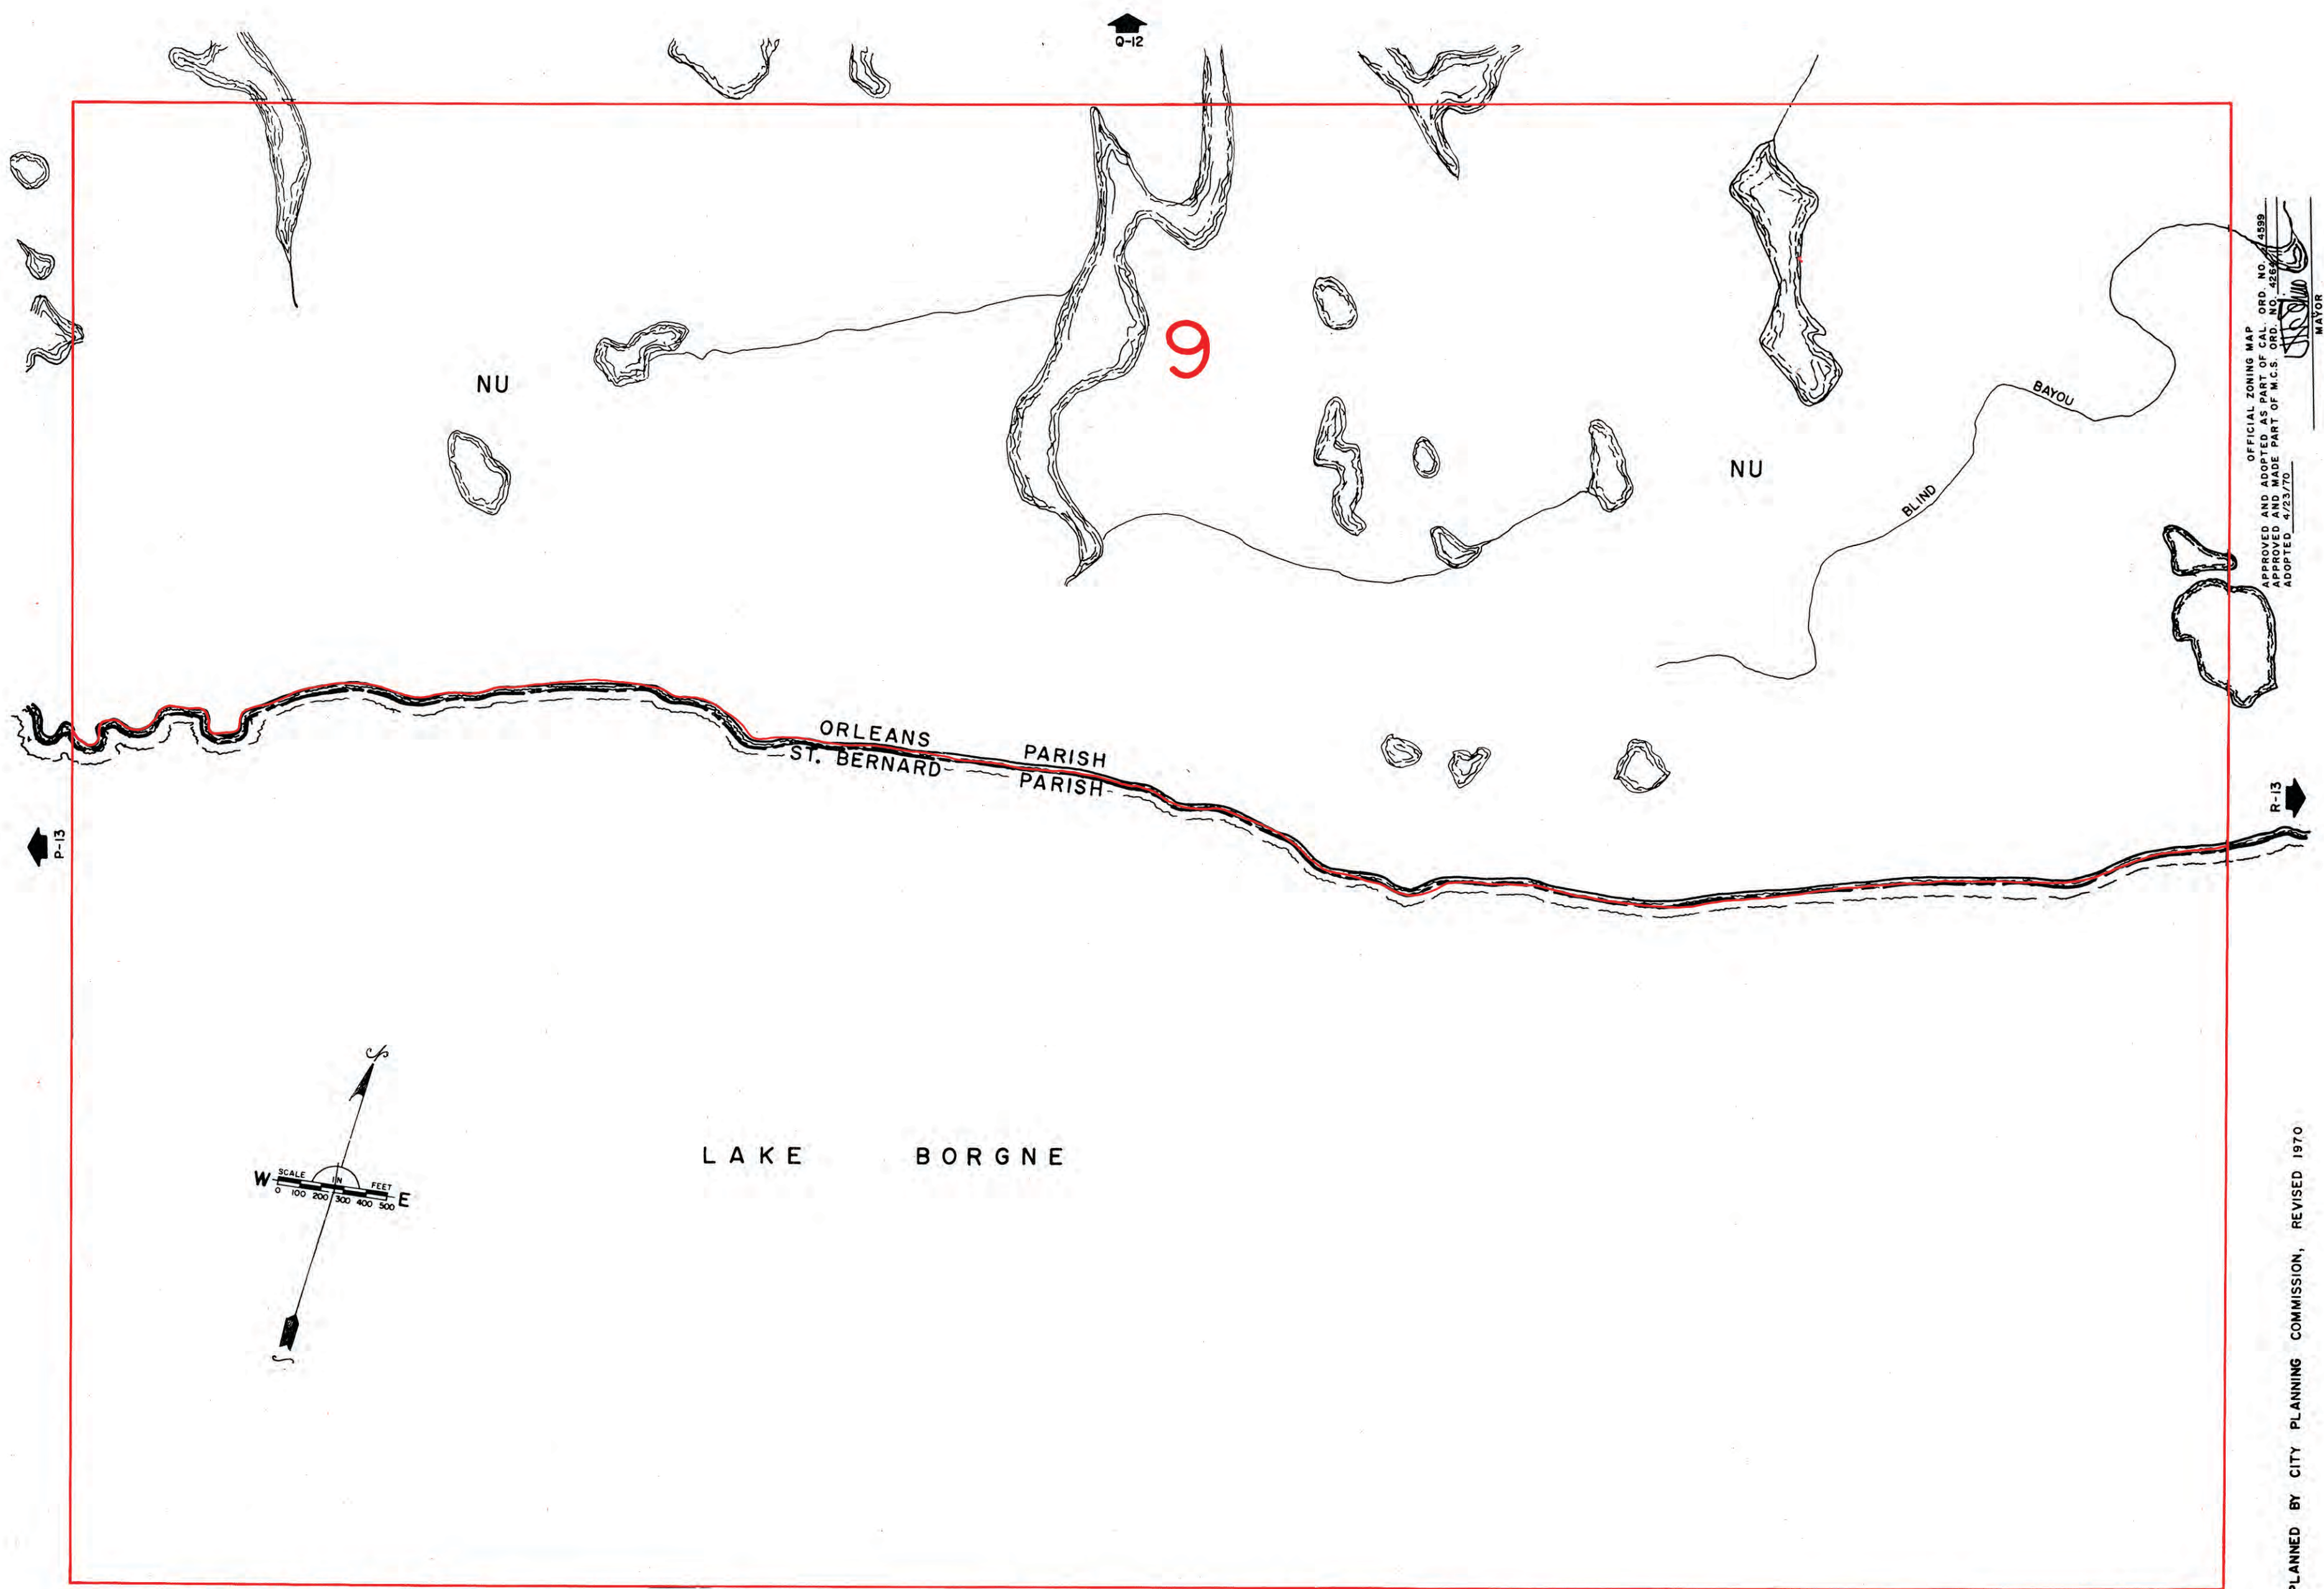 Q-12
9
NU
NU
BAYOU
BLIND
ORLEANS PARISH
ST. BERNARD PARISH
P-13
R-13
LAKE BORGNE
W E
SCALE IN FEET
0 100 200 300 400 500
S
OFFICIAL ZONING MAP
APPROVED AND ADOPTED AS PART OF CAL. ORD. NO. 4599
APPROVED AND MADE PART OF M.C.S. ORD. NO. 4264
ADOPTED 4/23/70
MAYOR
PLANNED BY CITY PLANNING COMMISSION, REVISED 1970